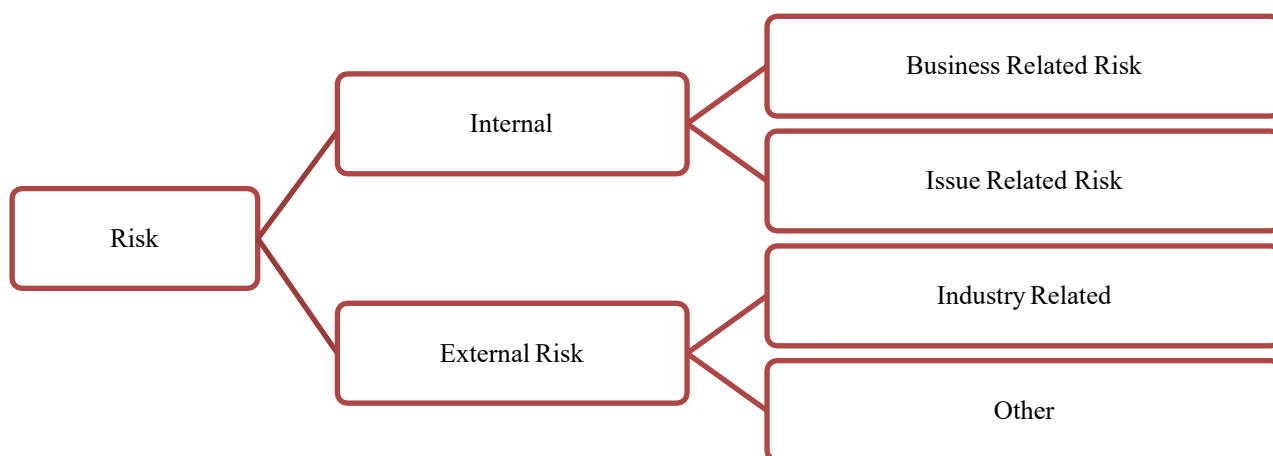 Risk
Internal
Business Related Risk
Issue Related Risk
External Risk
Industry Related
Other